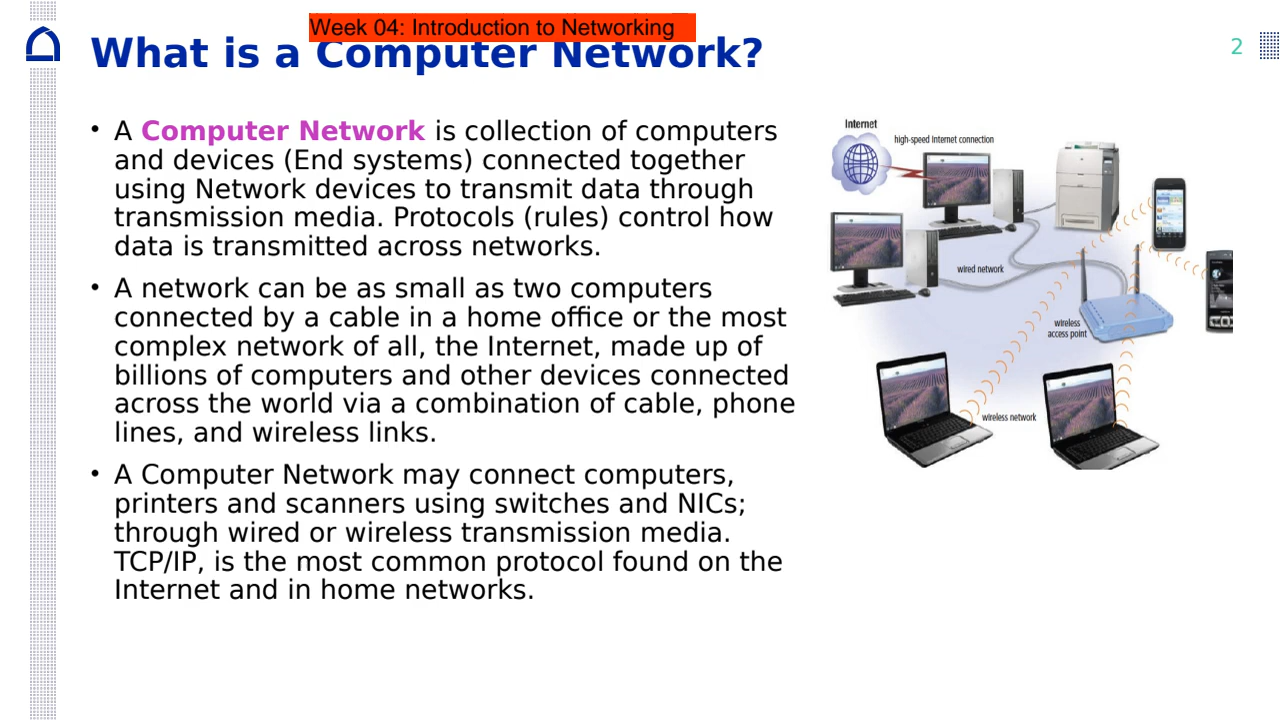 Week 04: Introduction to Networking
What is a Computer Network?
2
• A Computer Network is collection of computers
and devices (End systems) connected together
using Network devices to transmit data through
transmission media. Protocols (rules) control how
data is transmitted across networks.
• A network can be as small as two computers
connected by a cable in a home office or the most
complex network of all, the Internet, made up of
billions of computers and other devices connected
across the world via a combination of cable, phone
lines, and wireless links.
• A Computer Network may connect computers,
printers and scanners using switches and NICs;
through wired or wireless transmission media.
TCP/IP, is the most common protocol found on the
Internet and in home networks.
Internet
high-speed Internet connection
wired network
wireless
access point
wireless network